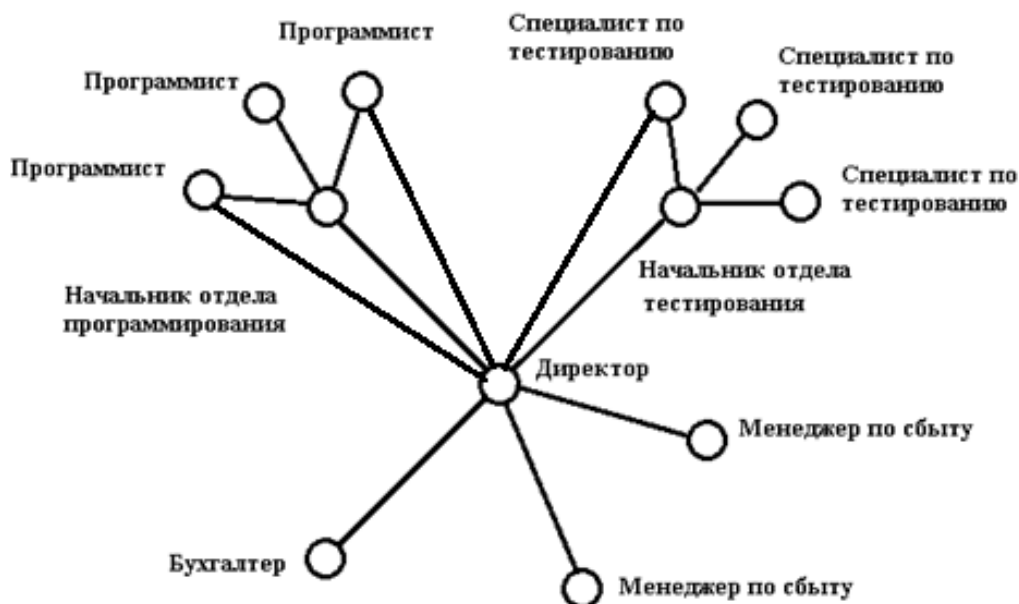 Программист
Специалист по
тестированию
Программист
Специалист по
тестированию
Программист
Специалист по
тестированию
Начальник отдела
программирования
Начальник отдела
тестирования
Директор
Менеджер по сбыту
Бухгалтер
Менеджер по сбыту